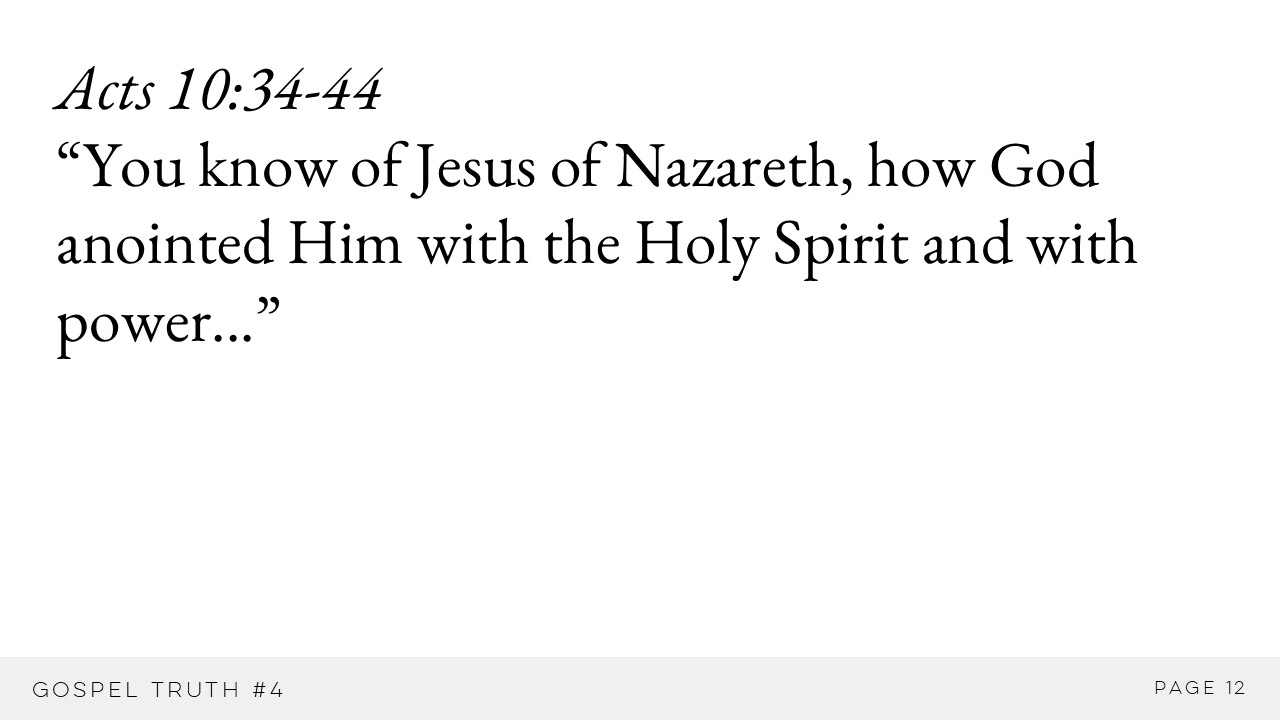 Acts 10:34-44
“You know of Jesus of Nazareth, how God
anointed Him with the Holy Spirit and with
power...”
GOSPEL TRUTH #4
PAGE 12